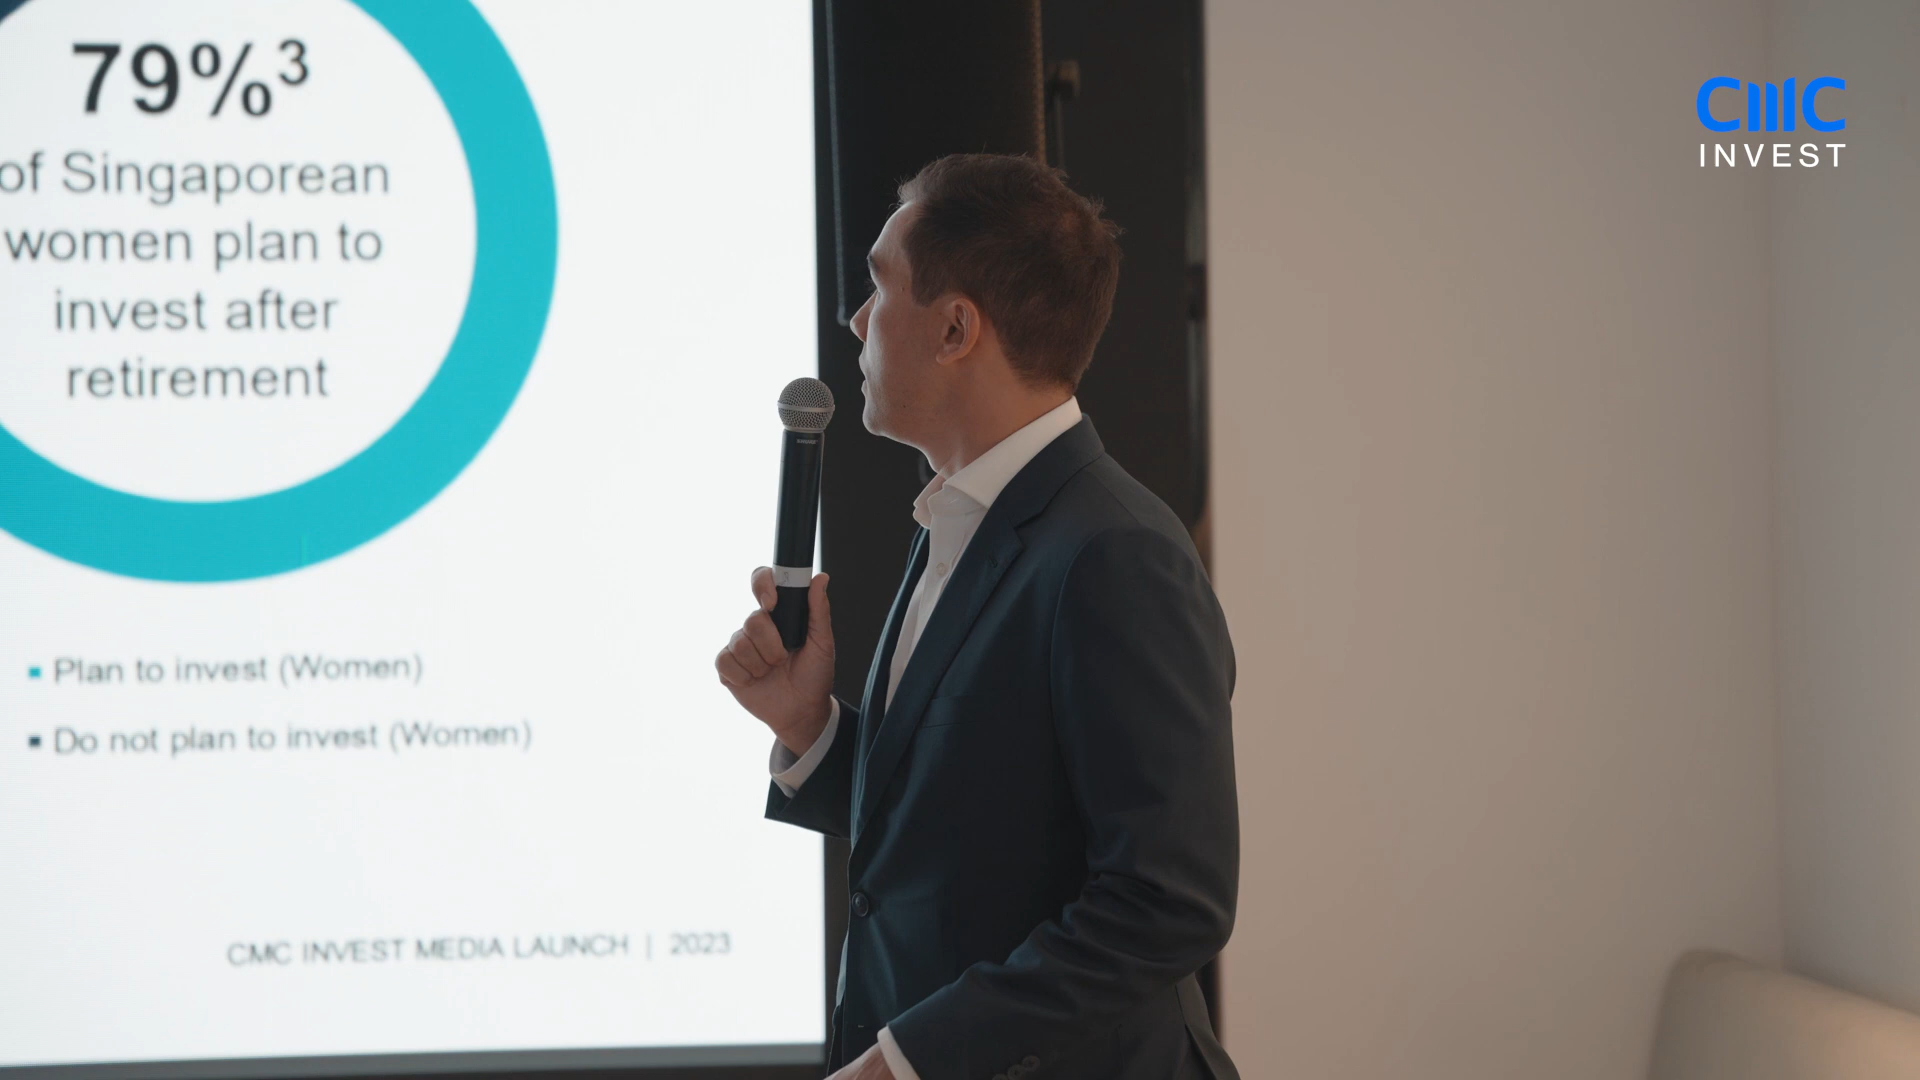 79%³
of Singaporean
women plan to
invest after
retirement
Plan to invest (Women)
Do not plan to invest (Women)
CMC INVEST MEDIA LAUNCH | 2023
CMC
INVEST
SHURE